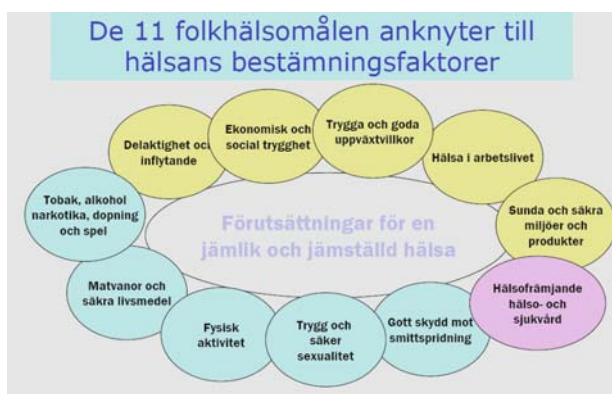 De 11 folkhälsomålen anknyter till
hälsans bestämningsfaktorer
Delaktighet och
inflytande
Ekonomisk och
social trygghet
Trygga och goda
uppväxtvillkor
Hälsa i arbetslivet
Sunda och säkra
miljöer och
produkter
Hälsofrämjande
hälso- och
sjukvård
Gott skydd mot
smittspridning
Trygg och
säker
sexualitet
Fysisk
aktivitet
Matvanor och
säkra livsmedel
Tobak, alkohol
narkotika, dopning
och spel
Förutsättningar för en
jämlik och jämställd hälsa